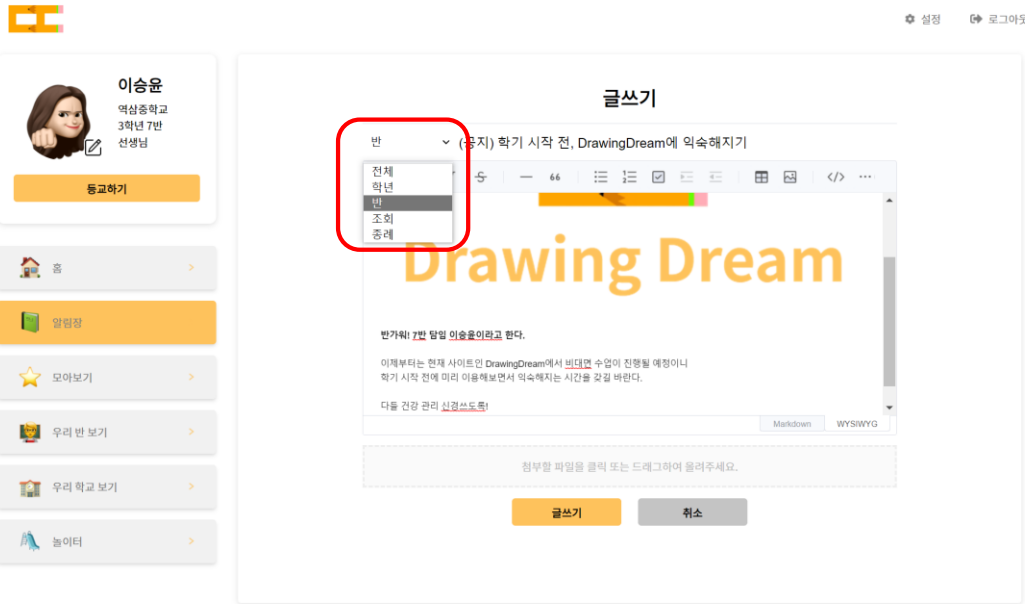 설정
로그아웃
이승윤
역삼중학교
3학년 7반
선생님
등교하기
홈
알림장
모아보기
우리 반 보기
우리 학교 보기
놀이터
글쓰기
반
(공지) 학기 시작 전, DrawingDream에 익숙해지기
전체
학년
반
조회
종례
Drawing Dream
반가워! 7반 담임 이승윤이라고 한다.
이제부터는 현재 사이트인 DrawingDream에서 비대면 수업이 진행될 예정이니
학기 시작 전에 미리 이용해보면서 익숙해지는 시간을 갖길 바란다.
다들 건강 관리 신경쓰도록!
Markdown
WYSIWYG
첨부할 파일을 클릭 또는 드래그하여 올려주세요.
글쓰기
취소